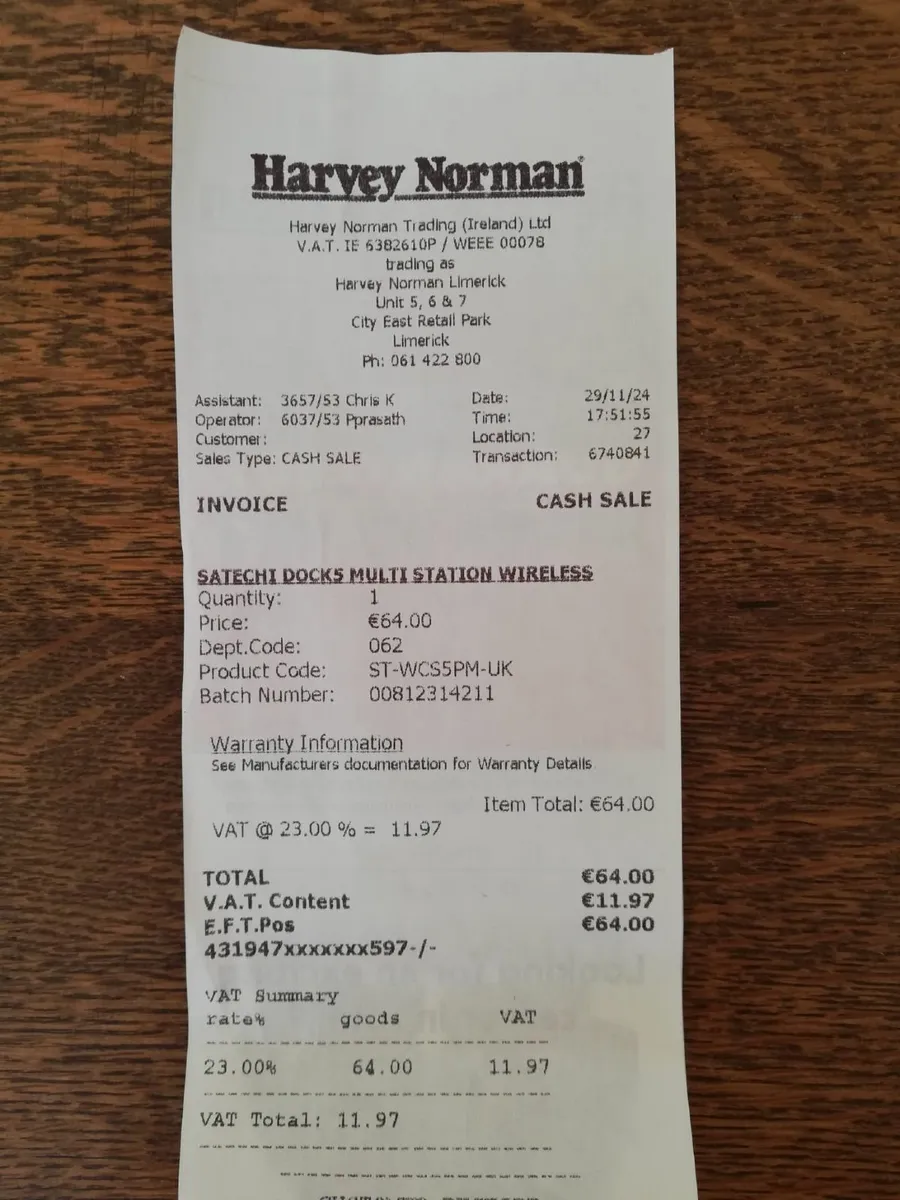 Harvey Norman
Harvey Norman Trading (Ireland) Ltd
V.A.T. IE 6382610P / WEEE 00078
trading as
Harvey Norman Limerick
Unit 5, 6 & 7
City East Retail Park
Limerick
Ph: 061 422 800
Assistant: 3657/53 Chris K Date: 29/11/24
Operator: 6037/53 Pprasath Time: 17:51:55
Customer: Location: 27
Sales Type: CASH SALE Transaction: 6740841
INVOICE CASH SALE
SATECHI DOCK5 MULTI STATION WIRELESS
Quantity: 1
Price: €64.00
Dept.Code: 062
Product Code: ST-WCS5PM-UK
Batch Number: 00812314211
Warranty Information
See Manufacturers documentation for Warranty Details
Item Total: €64.00
VAT @ 23.00 % = 11.97
TOTAL €64.00
V.A.T. Content €11.97
E.F.T.Pos €64.00
431947xxxxxxx597-/-
VAT Summary
rate% goods VAT
23.00% 64.00 11.97
VAT Total: 11.97